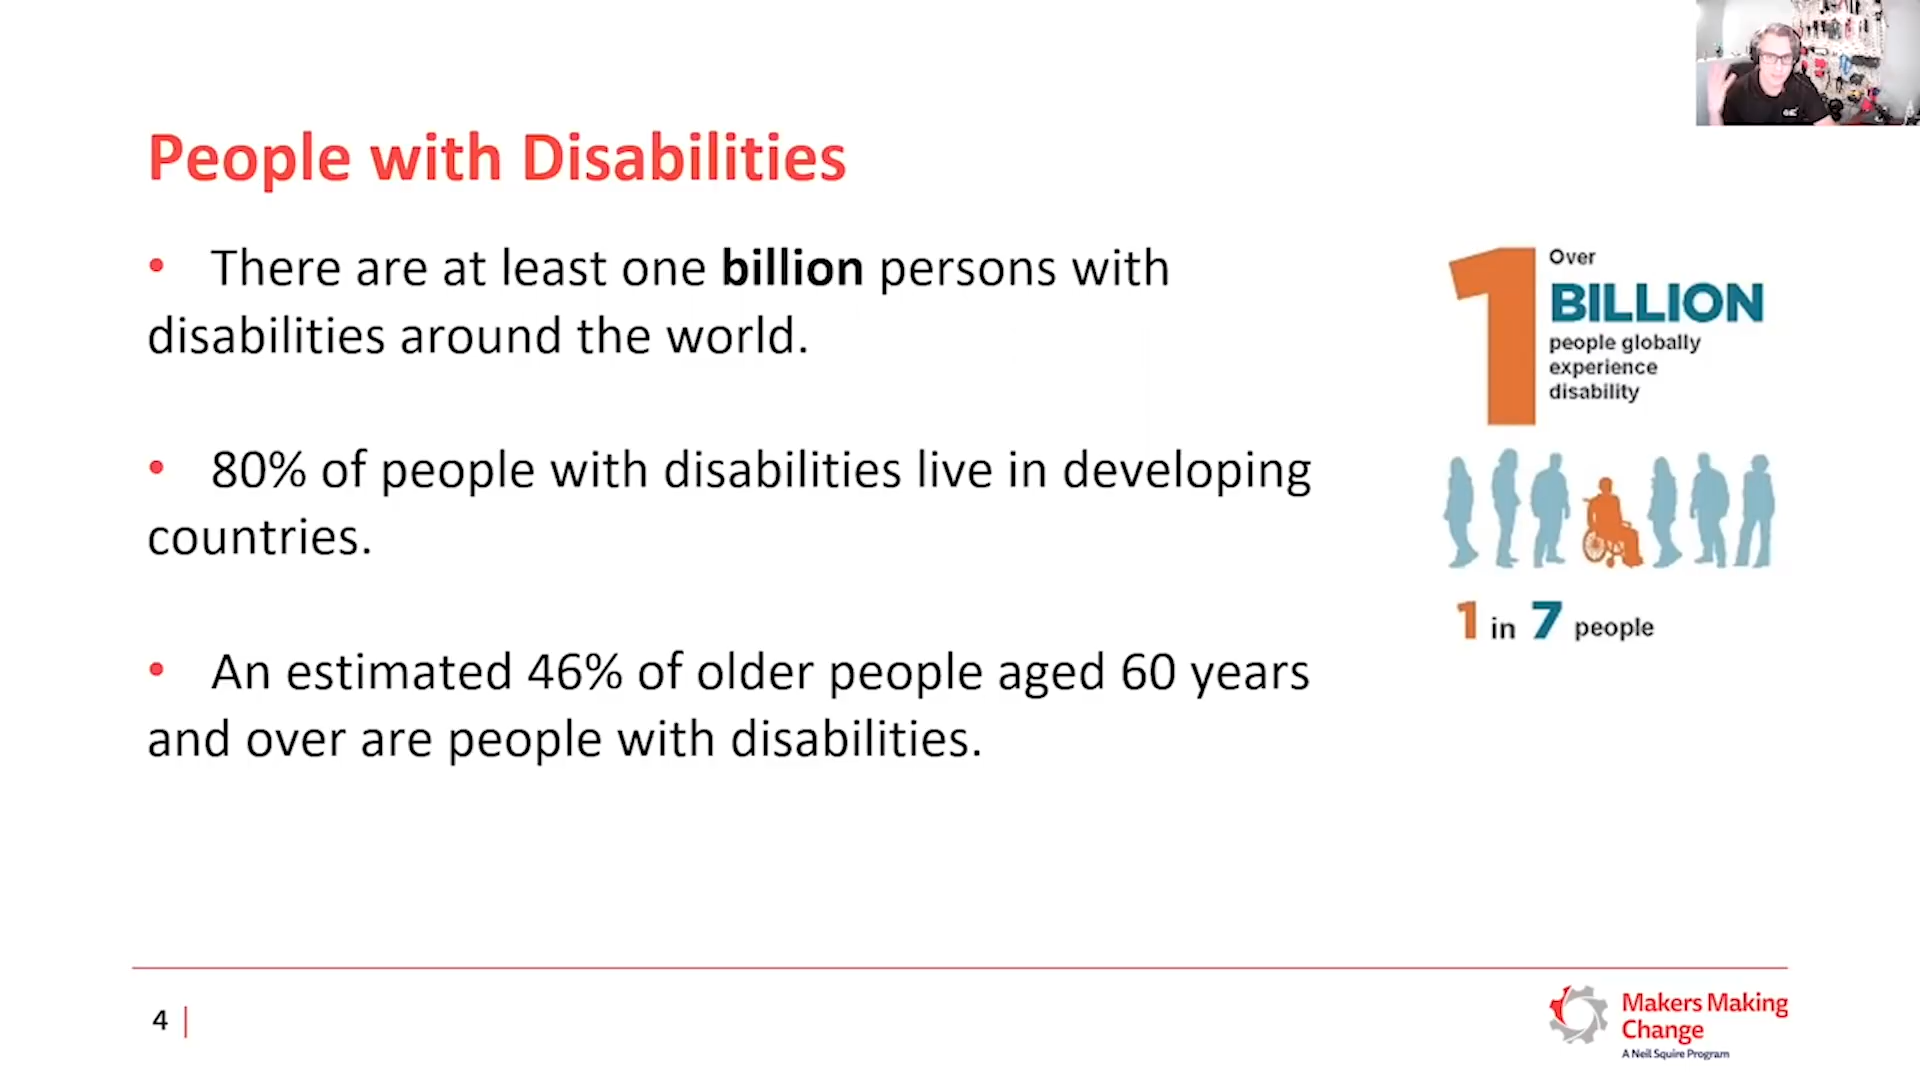 People with Disabilities
• There are at least one billion persons with
disabilities around the world.
• 80% of people with disabilities live in developing
countries.
• An estimated 46% of older people aged 60 years
and over are people with disabilities.
1
Over
BILLION
people globally
experience
disability
1 in 7 people
4
Makers Making
Change
A Neil Squire Program